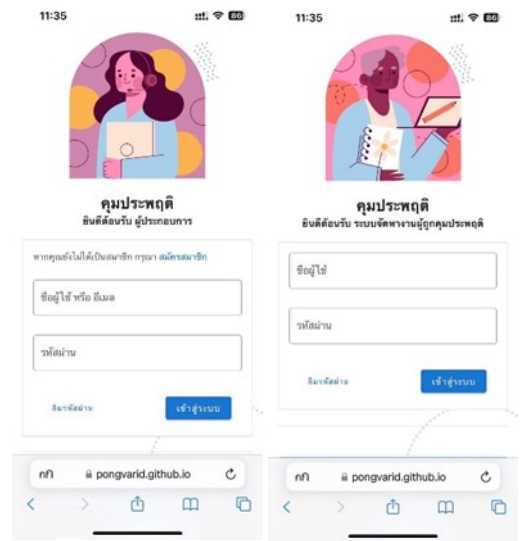 11:35
86
คุมประพฤติ
ยินดีต้อนรับ ผู้ประกอบการ
หากคุณยังไม่ได้เป็นสมาชิก กรุณา สมัครสมาชิก
ชื่อผู้ใช้ หรือ อีเมล
รหัสผ่าน
ลืมรหัสผ่าน
เข้าสู่ระบบ
กกิ
pongvarid.github.io
11:35
86
คุมประพฤติ
ยินดีต้อนรับ ระบบจัดหางานผู้ถูกคุมประพฤติ
ชื่อผู้ใช้
รหัสผ่าน
ลืมรหัสผ่าน
เข้าสู่ระบบ
กกิ
pongvarid.github.io